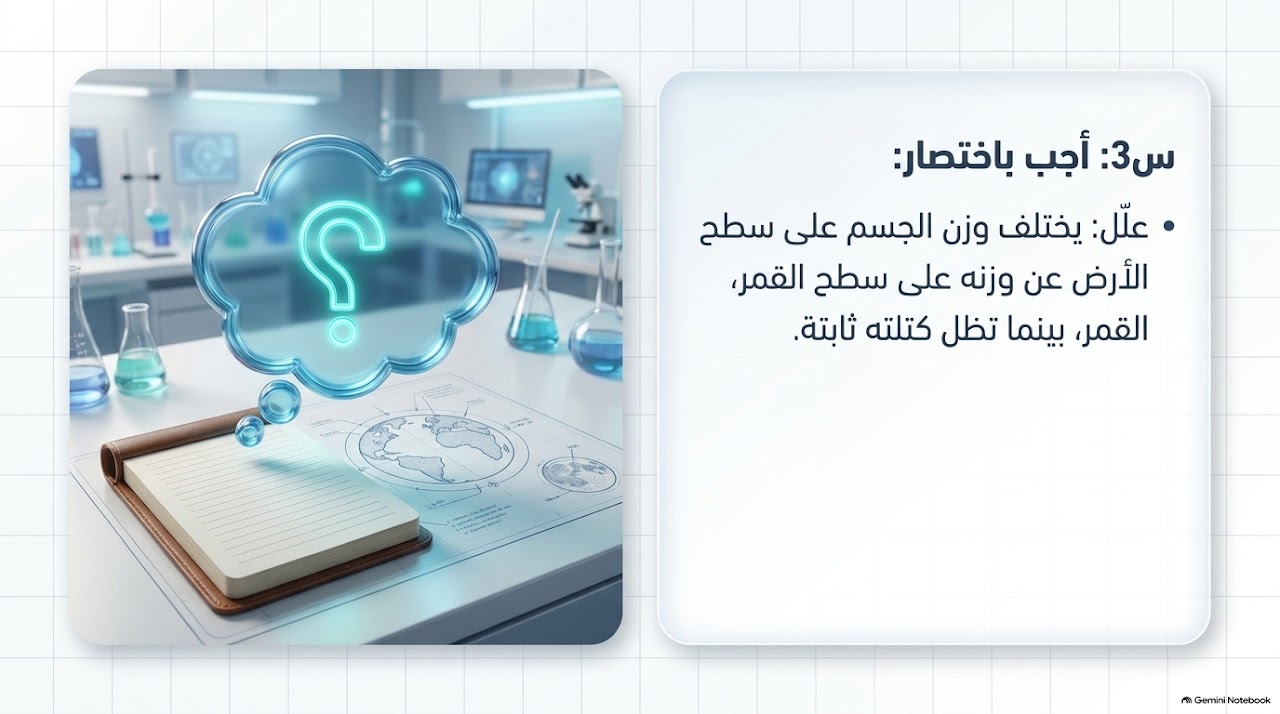 س3: أجب باختصار:
• علّل: يختلف وزن الجسم على سطح
الأرض عن وزنه على سطح القمر،
القمر، بينما تظل كتلته ثابتة.
Gemini Notebook